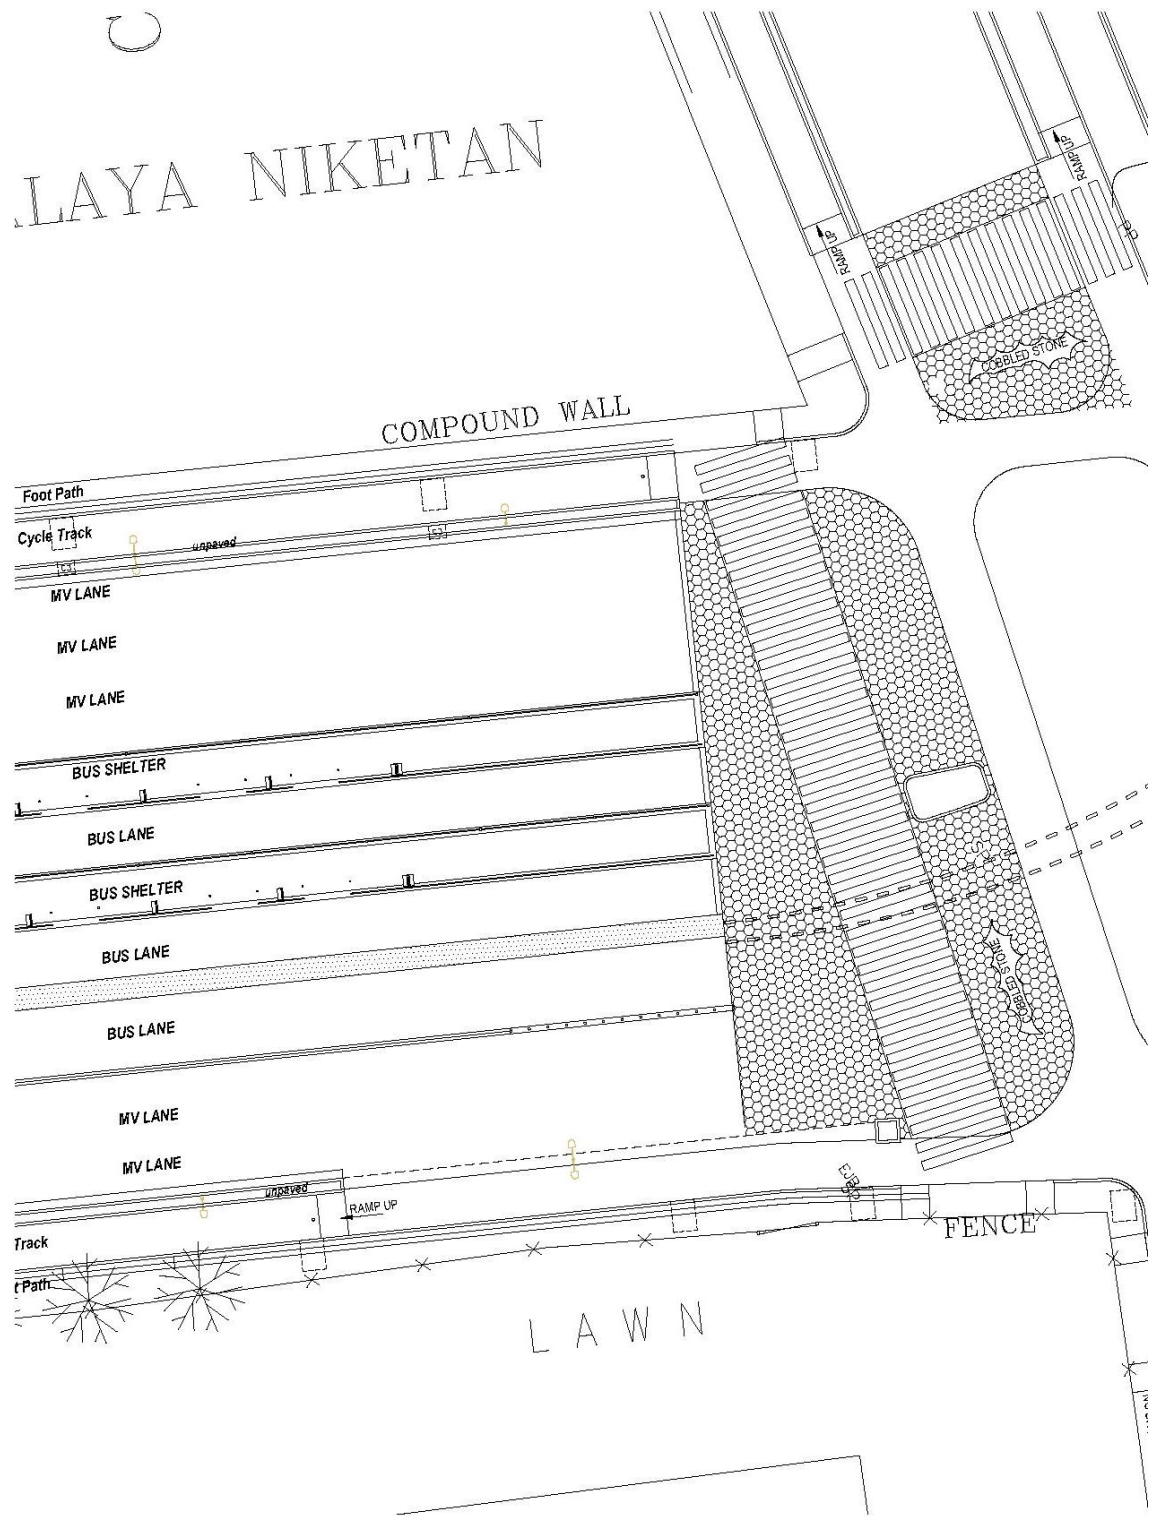 LAYA NIKETAN
RAMP UP
RAMP UP
COBBLED STONE
COMPOUND WALL
Foot Path
Cycle Track
unpaved
MV LANE
MV LANE
MV LANE
BUS SHELTER
BUS LANE
BUS SHELTER
BUS LANE
COBBLED STONE
BUS LANE
MV LANE
MV LANE
unpaved
RAMP UP
Track
t Path
FENCE
LAWN